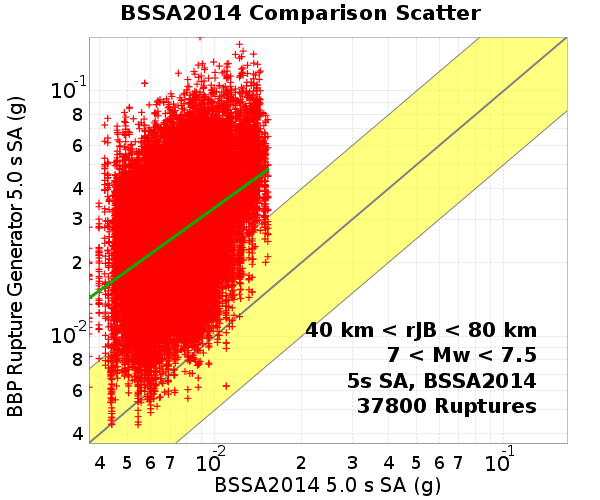 BSSA2014 Comparison Scatter
BBP Rupture Generator 5.0 s SA (g)
10-1
8
6
4
3
2
10-2
8
6
4
40 km < rJB < 80 km
7 < Mw < 7.5
5s SA, BSSA2014
37800 Ruptures
4 5 6 7 10-2 2 3 4 5 6 7 10-1
BSSA2014 5.0 s SA (g)